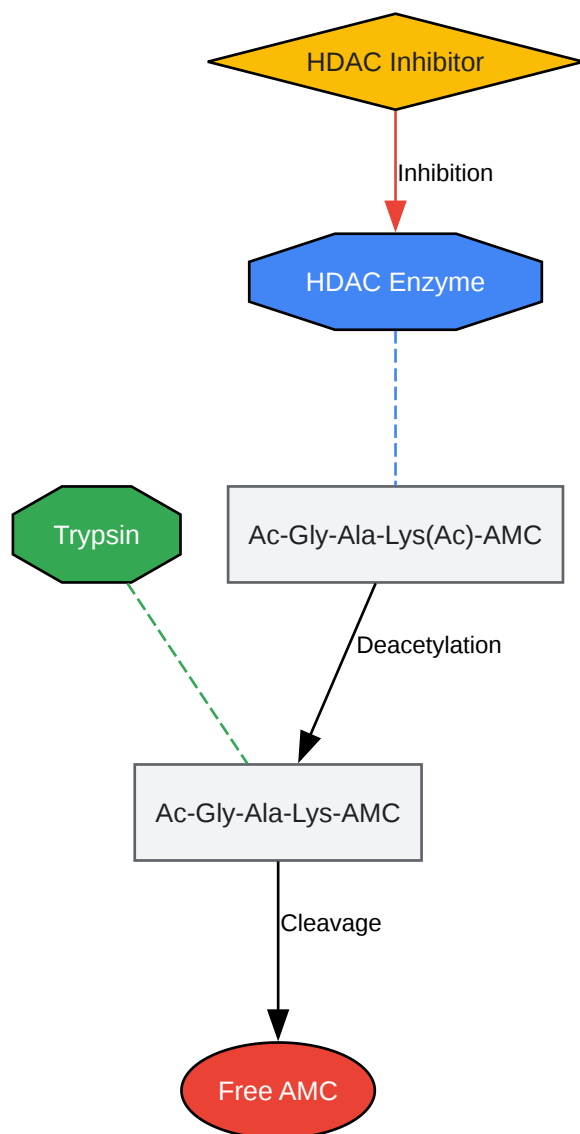 HDAC Inhibitor
Inhibition
HDAC Enzyme
Trypsin
Ac-Gly-Ala-Lys(Ac)-AMC
Deacetylation
Ac-Gly-Ala-Lys-AMC
Cleavage
Free AMC